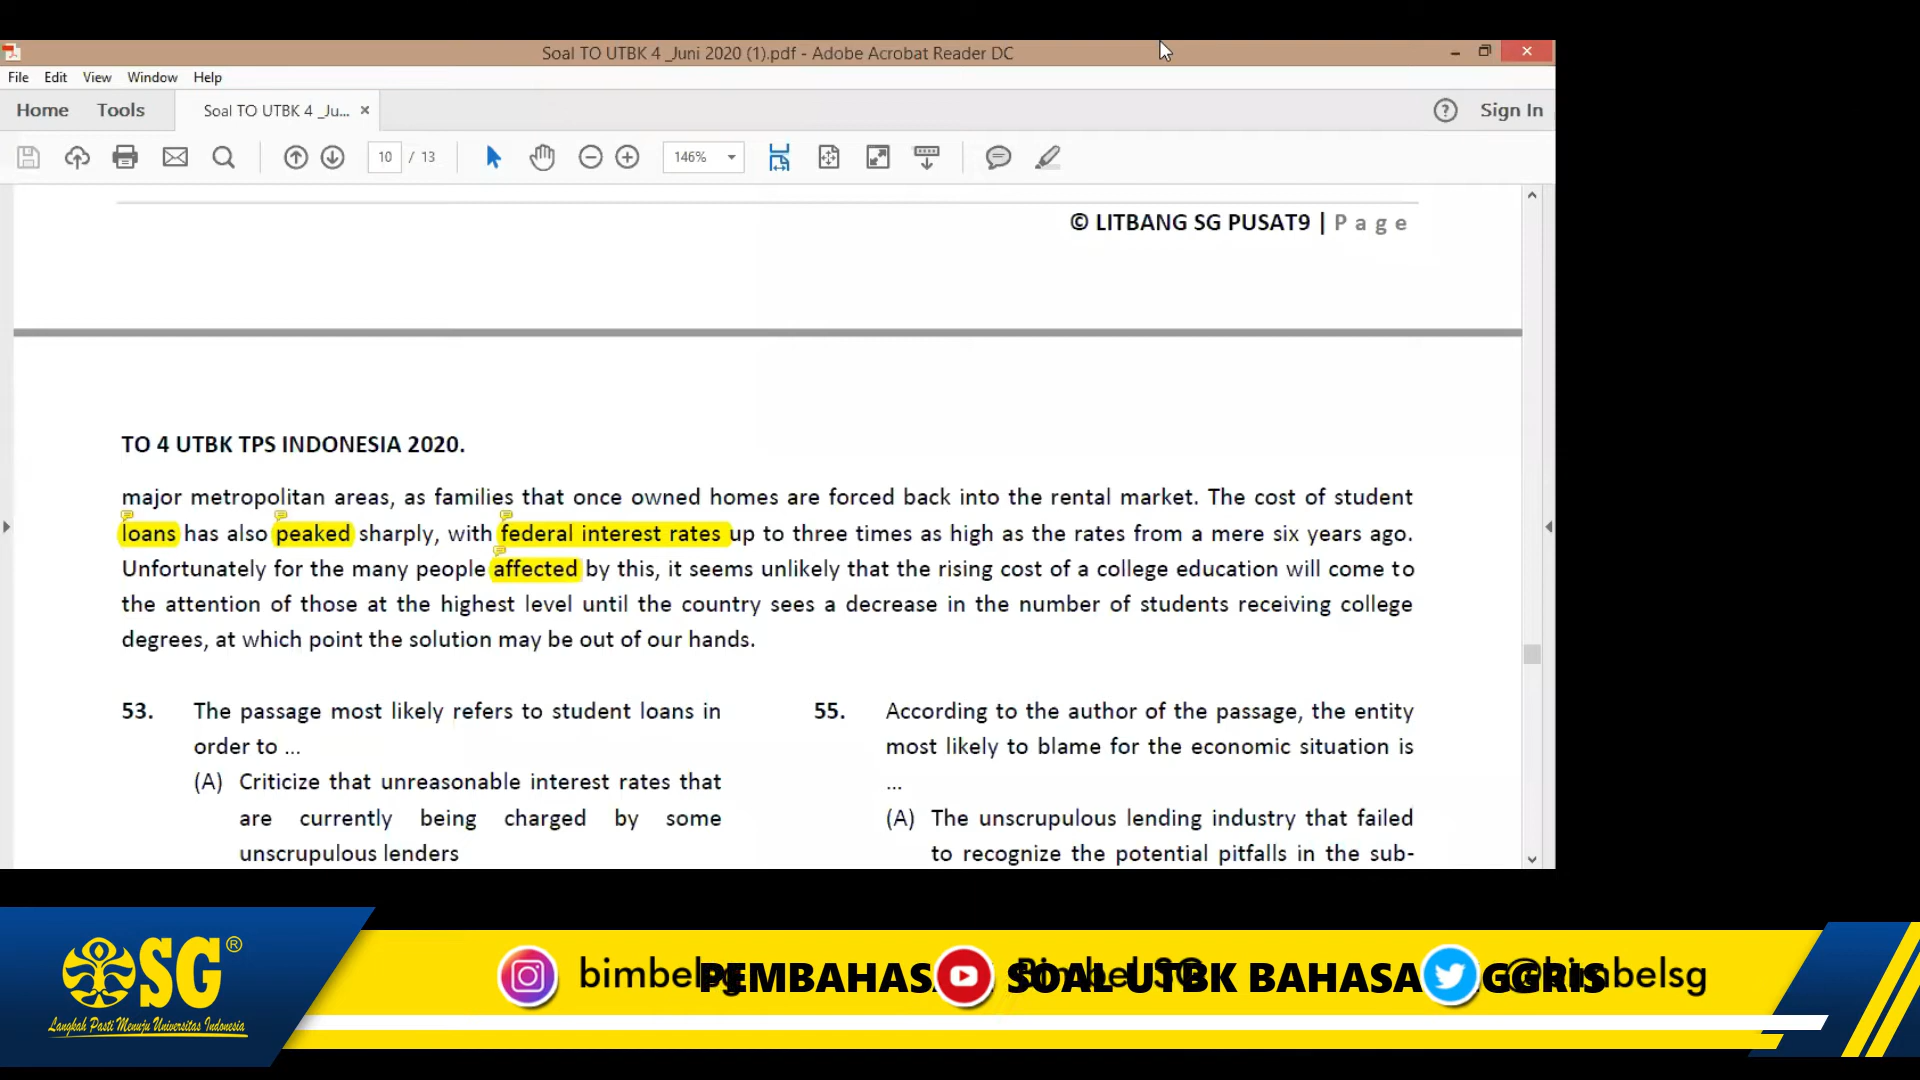 Soal TO UTBK 4 _Juni 2020 (1).pdf - Adobe Acrobat Reader DC
File Edit View Window Help
Home Tools Soal TO UTBK 4 _Ju... × Sign In
10 / 13 146%
© LITBANG SG PUSAT9 | Page
TO 4 UTBK TPS INDONESIA 2020.
major metropolitan areas, as families that once owned homes are forced back into the rental market. The cost of student
loans has also peaked sharply, with federal interest rates up to three times as high as the rates from a mere six years ago.
Unfortunately for the many people affected by this, it seems unlikely that the rising cost of a college education will come to
the attention of those at the highest level until the country sees a decrease in the number of students receiving college
degrees, at which point the solution may be out of our hands.
53. The passage most likely refers to student loans in
order to ...
(A) Criticize that unreasonable interest rates that
are currently being charged by some
unscrupulous lenders
55. According to the author of the passage, the entity
most likely to blame for the economic situation is
...
(A) The unscrupulous lending industry that failed
to recognize the potential pitfalls in the sub-
SG®
Langkah Pasti Menuju Universitas Indonesia
bimbelsg
Bimbel SG
@bimbelsg
SOAL UTBK BAHASA